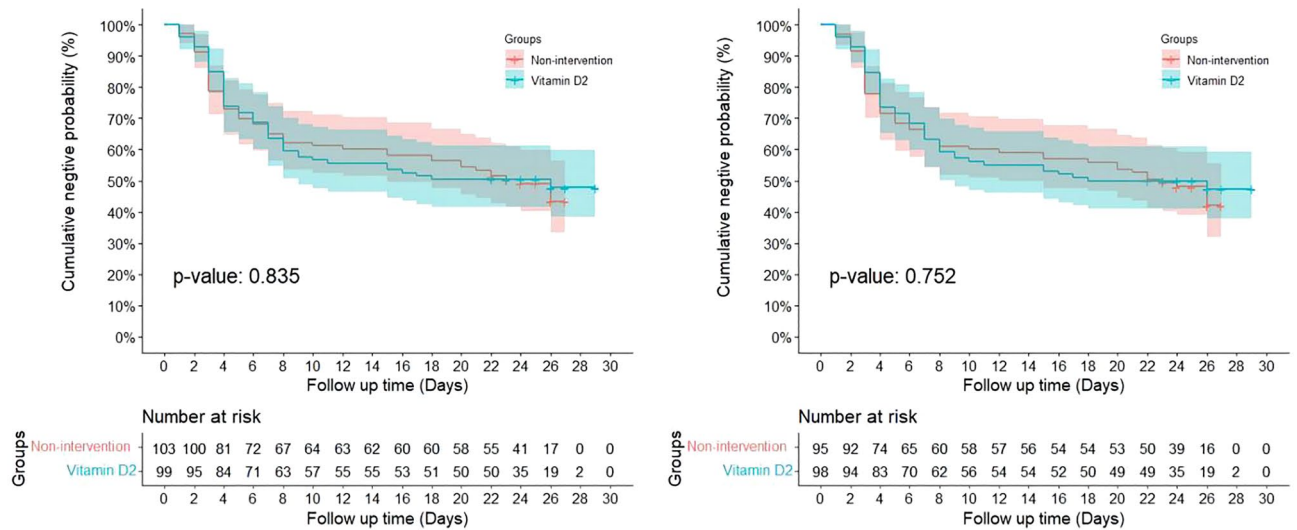 Cumulative negtive probability (%)
100%
90%
80%
70%
60%
50%
40%
30%
20%
10%
0%
Groups
Non-intervention
Vitamin D2
p-value: 0.835
0 2 4 6 8 10 12 14 16 18 20 22 24 26 28 30
Follow up time (Days)
Number at risk
Groups
Non-intervention 103 100 81 72 67 64 63 62 60 60 58 55 41 17 0 0
Vitamin D2 99 95 84 71 63 57 55 55 53 51 50 50 35 19 2 0
0 2 4 6 8 10 12 14 16 18 20 22 24 26 28 30
Follow up time (Days)
Cumulative negtive probability (%)
100%
90%
80%
70%
60%
50%
40%
30%
20%
10%
0%
Groups
Non-intervention
Vitamin D2
p-value: 0.752
0 2 4 6 8 10 12 14 16 18 20 22 24 26 28 30
Follow up time (Days)
Number at risk
Groups
Non-intervention 95 92 74 65 60 58 57 56 54 54 53 50 39 16 0 0
Vitamin D2 98 94 83 70 62 56 54 54 52 50 49 49 35 19 2 0
0 2 4 6 8 10 12 14 16 18 20 22 24 26 28 30
Follow up time (Days)